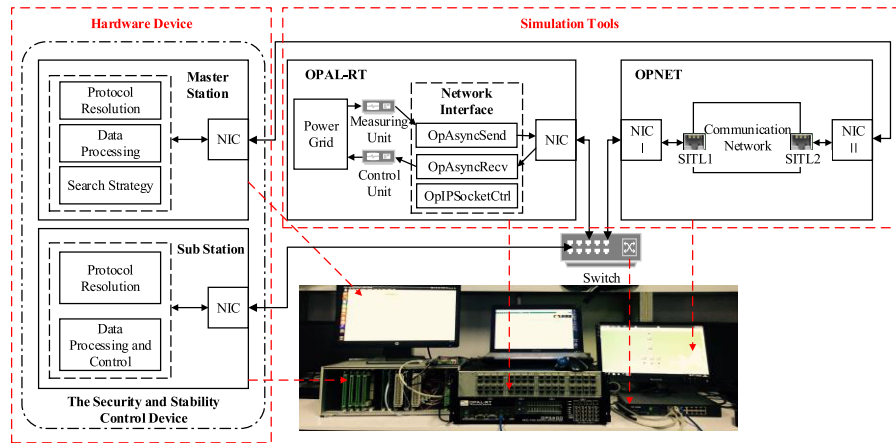 Hardware Device
Simulation Tools
Master
Station
Protocol
Resolution
Data
Processing
Search Strategy
NIC
OPAL-RT
Power
Grid
Measuring
Unit
Control
Unit
Network
Interface
OpAsyncSend
OpAsyncRecv
OpIPSocketCtrl
NIC
OPNET
NIC
I
SITL1
Communication
Network
SITL2
NIC
II
Sub Station
Protocol
Resolution
Data
Processing and
Control
NIC
Switch
The Security and Stability
Control Device
OPAL-RT